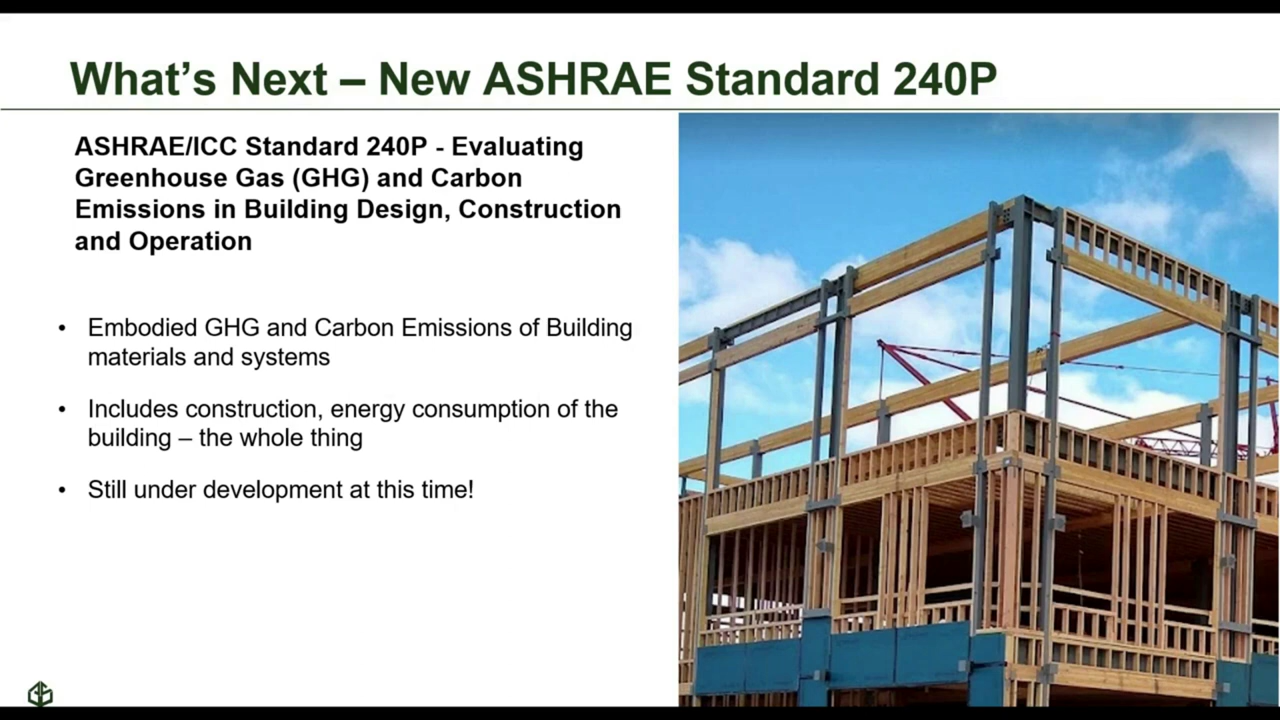 What's Next – New ASHRAE Standard 240P
ASHRAE/ICC Standard 240P - Evaluating
Greenhouse Gas (GHG) and Carbon
Emissions in Building Design, Construction
and Operation
• Embodied GHG and Carbon Emissions of Building
materials and systems
• Includes construction, energy consumption of the
building – the whole thing
• Still under development at this time!